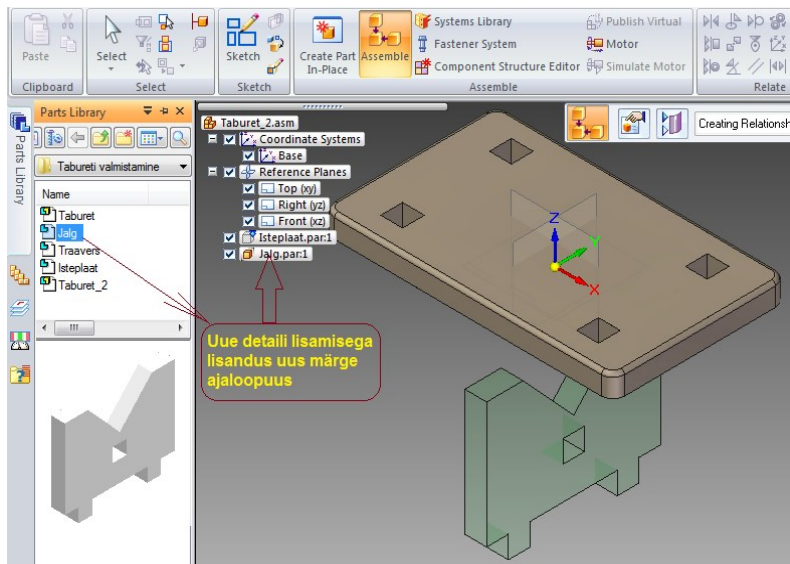 Paste
Clipboard
Select
Select
Sketch
Sketch
Create Part
In-Place
Assemble
Systems Library
Fastener System
Component Structure Editor
Publish Virtual
Motor
Simulate Motor
Assemble
Relate
Parts Library
Parts Library
Tabureti valmistamine
Name
Taburet
Jalg
Traavers
Isteplaat
Taburet_2
Taburet_2.asm
Coordinate Systems
Base
Reference Planes
Top (xy)
Right (yz)
Front (xz)
Isteplaat.par:1
Jalg.par:1
Creating Relationsh
Z
Y
X
Uue detaili lisamisega
lisandus uus märge
ajaloopuus